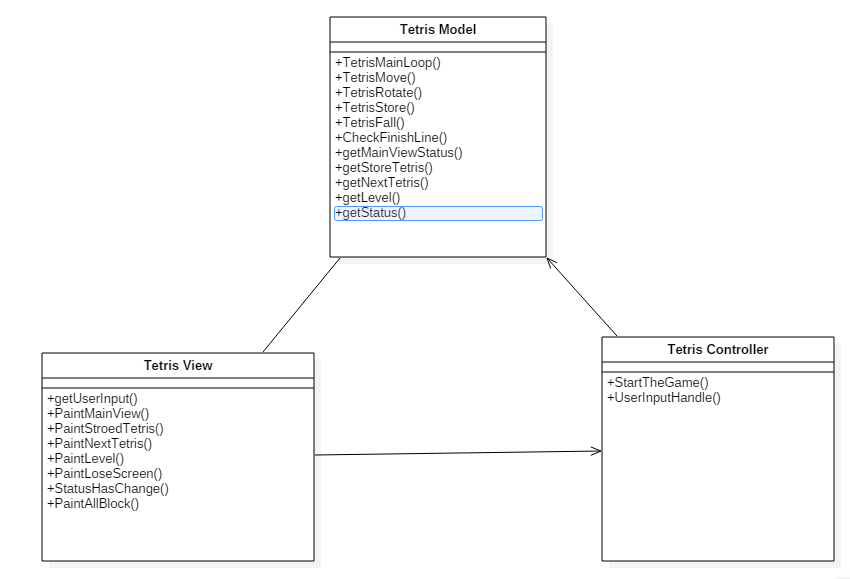 Tetris Model
+TetrisMainLoop()
+TetrisMove()
+TetrisRotate()
+TetrisStore()
+TetrisFall()
+CheckFinishLine()
+getMainViewStatus()
+getStoreTetris()
+getNextTetris()
+getLevel()
+getStatus()
Tetris View
+getUserInput()
+PaintMainView()
+PaintStroedTetris()
+PaintNextTetris()
+PaintLevel()
+PaintLoseScreen()
+StatusHasChange()
+PaintAllBlock()
Tetris Controller
+StartTheGame()
+UserInputHandle()